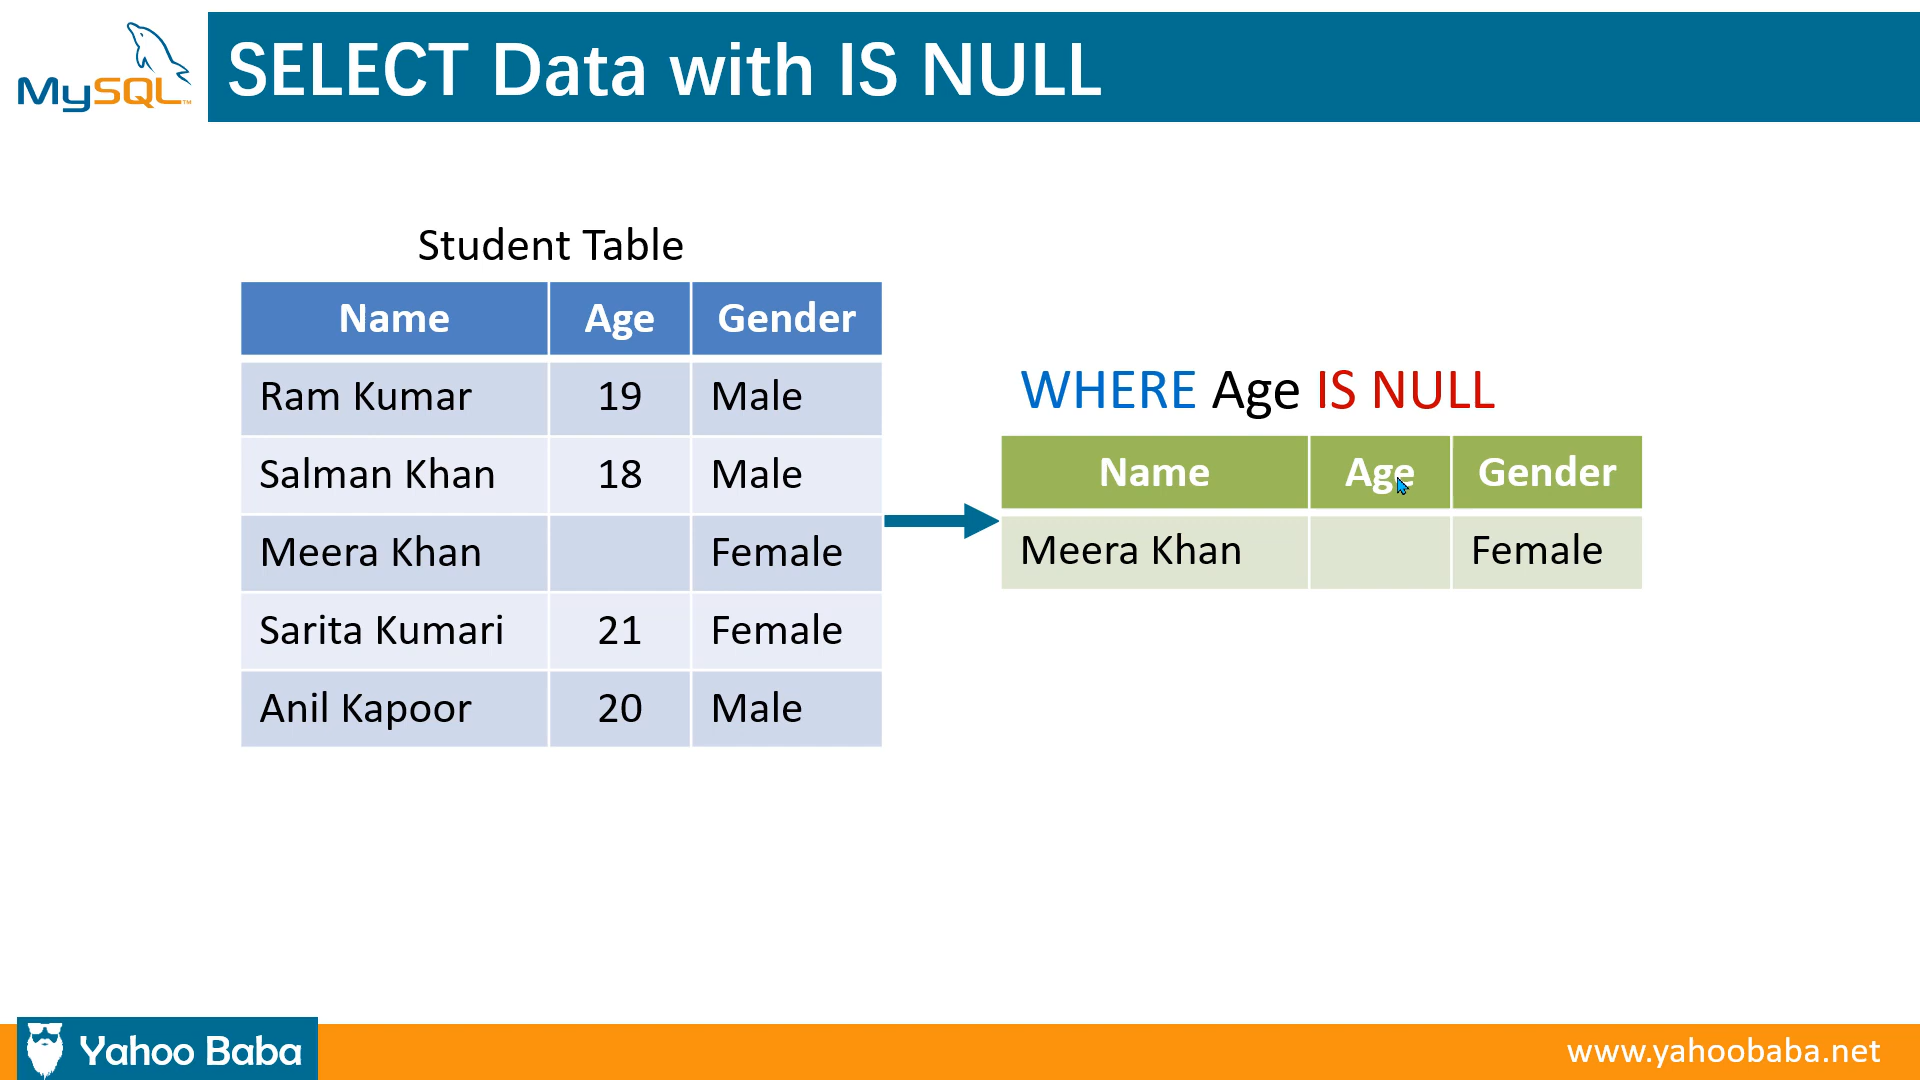 MySQL™
SELECT Data with IS NULL
Student Table
Name Age Gender
Ram Kumar 19 Male
Salman Khan 18 Male
Meera Khan Female
Sarita Kumari 21 Female
Anil Kapoor 20 Male
WHERE Age IS NULL
Name Age Gender
Meera Khan Female
Yahoo Baba
www.yahoobaba.net